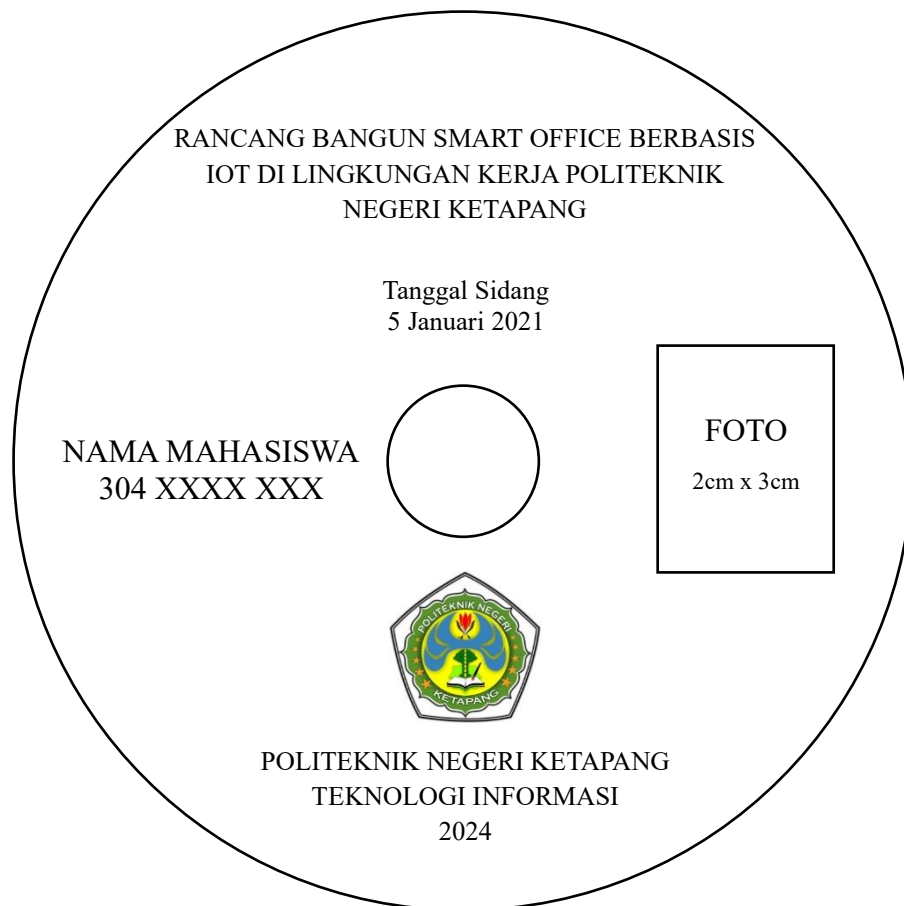 RANCANG BANGUN SMART OFFICE BERBASIS
IOT DI LINGKUNGAN KERJA POLITEKNIK
NEGERI KETAPANG
Tanggal Sidang
5 Januari 2021
NAMA MAHASISWA
304 XXXX XXX
FOTO
2cm x 3cm
POLITEKNIK NEGERI
KETAPANG
POLITEKNIK NEGERI KETAPANG
TEKNOLOGI INFORMASI
2024